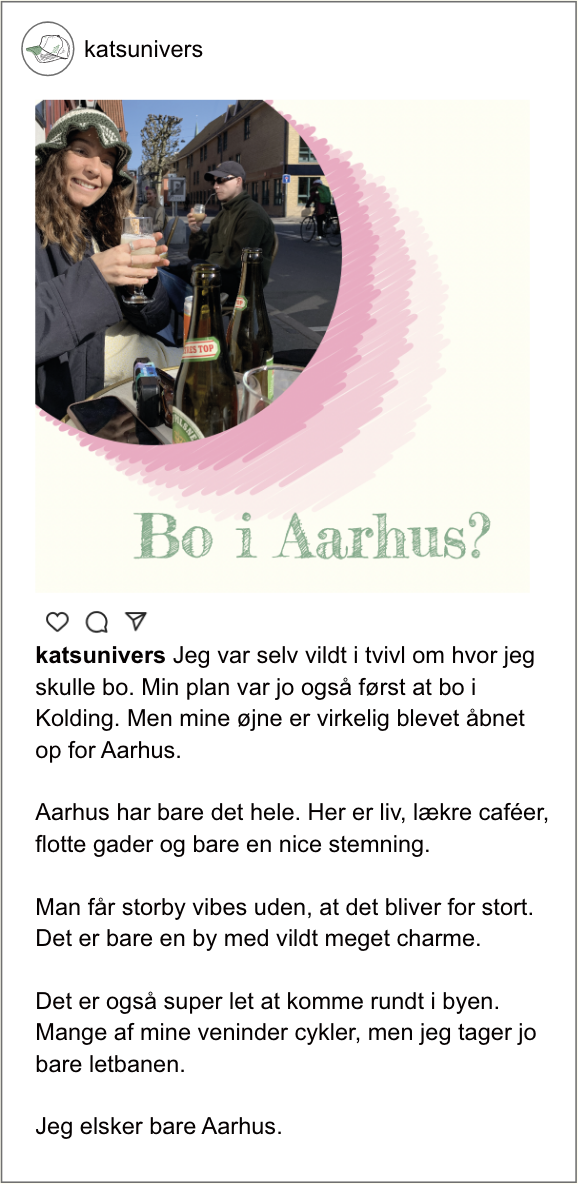 katsunivers
Bo i Aarhus?
katsunivers Jeg var selv vildt i tvivl om hvor jeg
skulle bo. Min plan var jo også først at bo i
Kolding. Men mine øjne er virkelig blevet åbnet
op for Aarhus.
Aarhus har bare det hele. Her er liv, lækre caféer,
flotte gader og bare en nice stemning.
Man får storby vibes uden, at det bliver for stort.
Det er bare en by med vildt meget charme.
Det er også super let at komme rundt i byen.
Mange af mine veninder cykler, men jeg tager jo
bare letbanen.
Jeg elsker bare Aarhus.